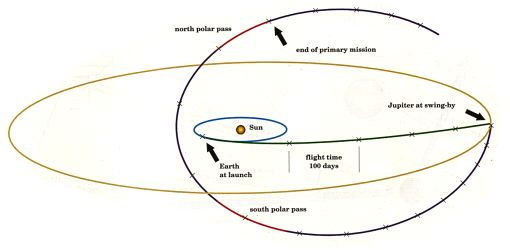 north polar pass
end of primary mission
Jupiter at swing-by
Sun
Earth
at launch
flight time
100 days
south polar pass